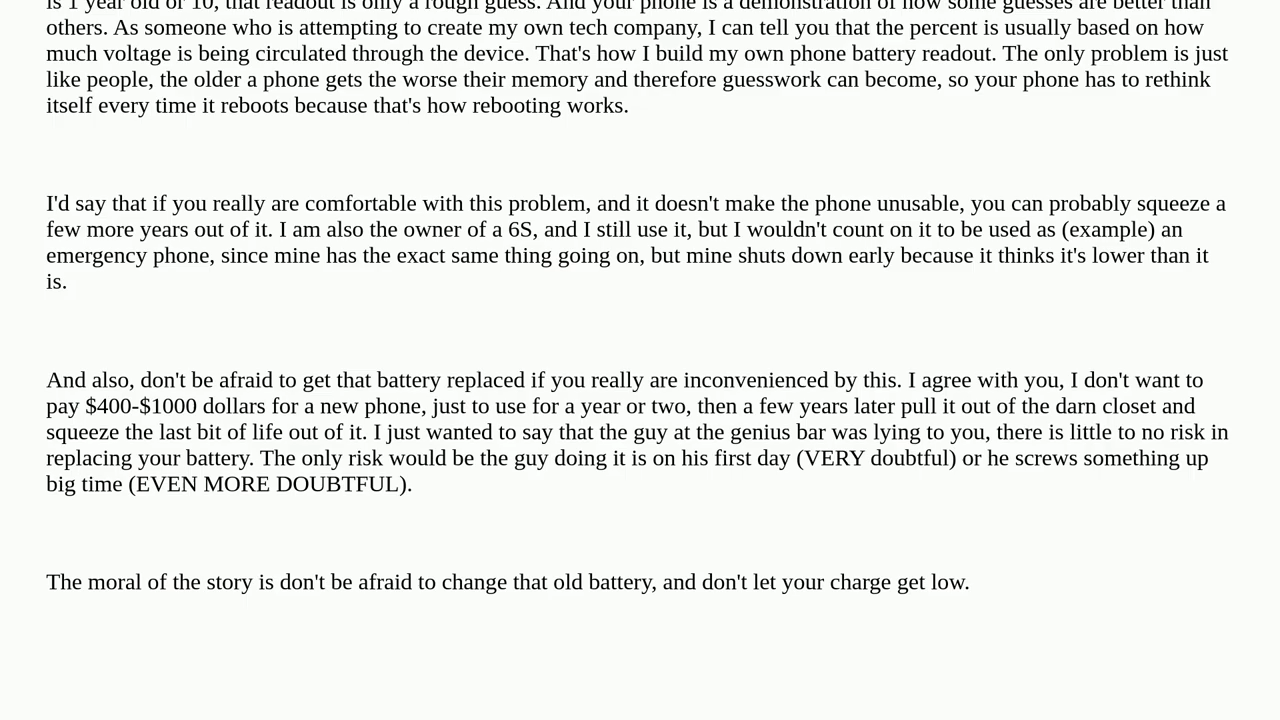 is 1 year old or 10, that readout is only a rough guess. And your phone is a demonstration of how some guesses are better than
others. As someone who is attempting to create my own tech company, I can tell you that the percent is usually based on how
much voltage is being circulated through the device. That's how I build my own phone battery readout. The only problem is just
like people, the older a phone gets the worse their memory and therefore guesswork can become, so your phone has to rethink
itself every time it reboots because that's how rebooting works.
I'd say that if you really are comfortable with this problem, and it doesn't make the phone unusable, you can probably squeeze a
few more years out of it. I am also the owner of a 6S, and I still use it, but I wouldn't count on it to be used as (example) an
emergency phone, since mine has the exact same thing going on, but mine shuts down early because it thinks it's lower than it
is.
And also, don't be afraid to get that battery replaced if you really are inconvenienced by this. I agree with you, I don't want to
pay $400-$1000 dollars for a new phone, just to use for a year or two, then a few years later pull it out of the darn closet and
squeeze the last bit of life out of it. I just wanted to say that the guy at the genius bar was lying to you, there is little to no risk in
replacing your battery. The only risk would be the guy doing it is on his first day (VERY doubtful) or he screws something up
big time (EVEN MORE DOUBTFUL).
The moral of the story is don't be afraid to change that old battery, and don't let your charge get low.